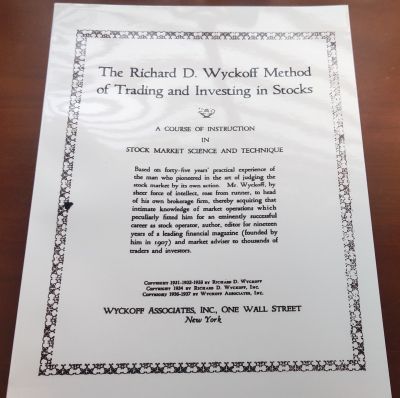 The Richard D. Wyckoff Method
of Trading and Investing in Stocks
A COURSE OF INSTRUCTION
IN
STOCK MARKET SCIENCE AND TECHNIQUE
Based on forty-five years' practical experience of
the man who pioneered in the art of judging the
stock market by its own action. Mr. Wyckoff, by
sheer force of intellect, rose from runner, to head
of his own brokerage firm, thereby acquiring that
intimate knowledge of market operations which
peculiarly fitted him for an eminently successful
career as stock operator, author, editor for nineteen
years of a leading financial magazine (founded by
him in 1907) and market adviser to thousands of
traders and investors.
COPYRIGHT 1931-1932-1933 BY RICHARD D. WYCKOFF
COPYRIGHT 1934 BY RICHARD D. WYCKOFF, INC.
COPYRIGHT 1936-1937 BY WYCKOFF ASSOCIATES, INC.
WYCKOFF ASSOCIATES, INC., ONE WALL STREET
New York